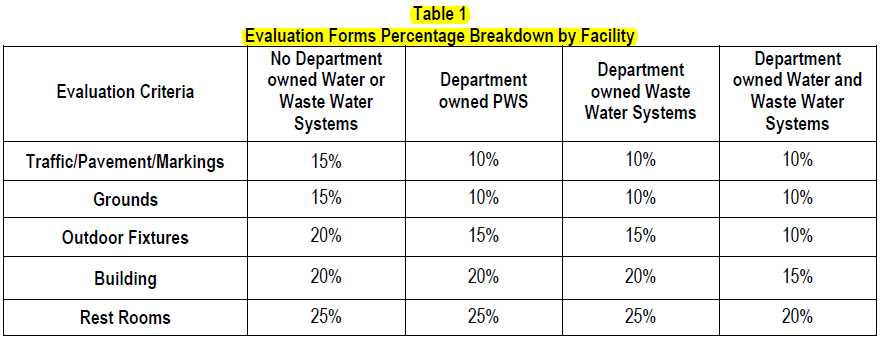 Table 1
Evaluation Forms Percentage Breakdown by Facility
Evaluation Criteria
No Department
owned Water or
Waste Water
Systems
Department
owned PWS
Department
owned Waste
Water Systems
Department
owned Water and
Waste Water
Systems
Traffic/Pavement/Markings 15% 10% 10% 10%
Grounds 15% 10% 10% 10%
Outdoor Fixtures 20% 15% 15% 10%
Building 20% 20% 20% 15%
Rest Rooms 25% 25% 25% 20%